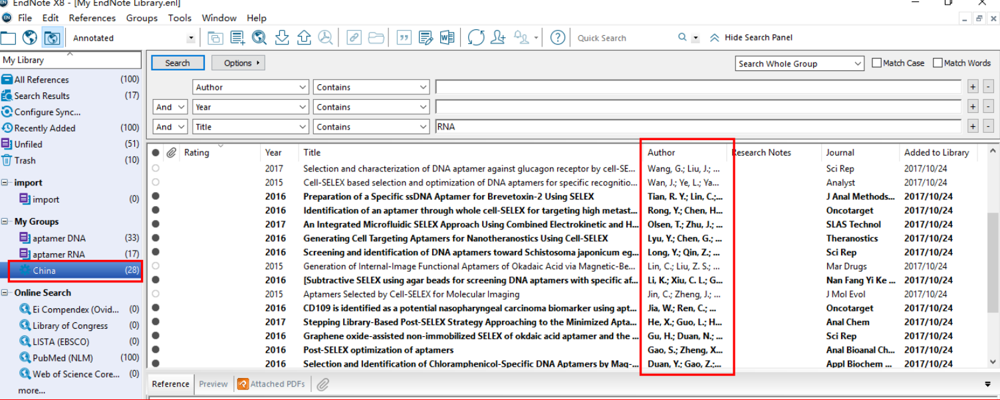 EndNote X8 - [My EndNote Library.enl]
File Edit References Groups Tools Window Help
Annotated Quick Search Hide Search Panel
My Library
All References (100)
Search Results (17)
Configure Sync...
Recently Added (100)
Unfiled (51)
Trash (10)
import
import (0)
My Groups
aptamer DNA (33)
aptamer RNA (17)
China (28)
Online Search
Ei Compendex (Ovid... (0)
Library of Congress (0)
LISTA (EBSCO) (0)
PubMed (NLM) (100)
Web of Science Core... (0)
more...
Search Options Search Whole Group Match Case Match Words
Author Contains + -
And Year Contains + -
And Title Contains RNA + -
Rating Year Title Author Research Notes Journal Added to Library
2017 Selection and characterization of DNA aptamer against glucagon receptor by cell-SE... Wang, G.; Liu, J.; ... Sci Rep 2017/10/24
2015 Cell-SELEX based selection and optimization of DNA aptamers for specific recognitio... Wan, J.; Ye, L.; Ya... Analyst 2017/10/24
2016 Preparation of a Specific ssDNA Aptamer for Brevetoxin-2 Using SELEX Tian, R. Y.; Lin, C.;... J Anal Methods... 2017/10/24
2016 Identification of an aptamer through whole cell-SELEX for targeting high metast... Rong, Y.; Chen, H... Oncotarget 2017/10/24
2017 An Integrated Microfluidic SELEX Approach Using Combined Electrokinetic and H... Olsen, T.; Zhu, J.; ... SLAS Technol 2017/10/24
2016 Generating Cell Targeting Aptamers for Nanotheranostics Using Cell-SELEX Lyu, Y.; Chen, G.; ... Theranostics 2017/10/24
2016 Screening and identification of DNA aptamers toward Schistosoma japonicum eg... Long, Y.; Qin, Z.; ... Sci Rep 2017/10/24
2015 Generation of Internal-Image Functional Aptamers of Okadaic Acid via Magnetic-Be... Lin, C.; Liu, Z. S.; ... Mar Drugs 2017/10/24
2016 [Subtractive SELEX using agar beads for screening DNA aptamers with specific af... Li, K.; Xiu, C. L.; G... Nan Fang Yi Ke ... 2017/10/24
2015 Aptamers Selected by Cell-SELEX for Molecular Imaging Jin, C.; Zheng, J.; ... J Mol Evol 2017/10/24
2016 CD109 is identified as a potential nasopharyngeal carcinoma biomarker using apt... Jia, W.; Ren, C.; ... Oncotarget 2017/10/24
2017 Stepping Library-Based Post-SELEX Strategy Approaching to the Minimized Apta... He, X.; Guo, L.; H... Anal Chem 2017/10/24
2016 Graphene oxide-assisted non-immobilized SELEX of okdaic acid aptamer and the ... Gu, H.; Duan, N.; ... Sci Rep 2017/10/24
2016 Post-SELEX optimization of aptamers Gao, S.; Zheng, X... Anal Bioanal Ch... 2017/10/24
2016 Selection and Identification of Chloramphenicol-Specific DNA Aptamers by Mag-... Duan, Y.; Gao, Z.;... Appl Biochem ... 2017/10/24
Reference Preview Attached PDFs